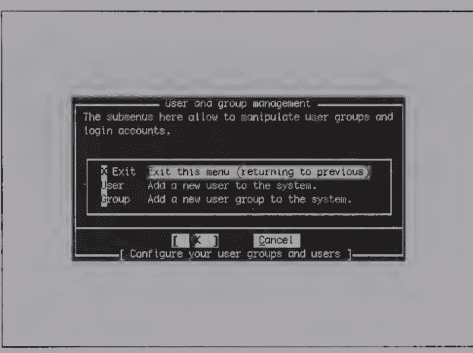 User and group management
The submenus here allow to manipulate user groups and
login accounts.
X Exit Exit this menu (returning to previous)
User Add a new user to the system.
Group Add a new user group to the system.
[ X ] Cancel
[ Configure your user groups and users ]